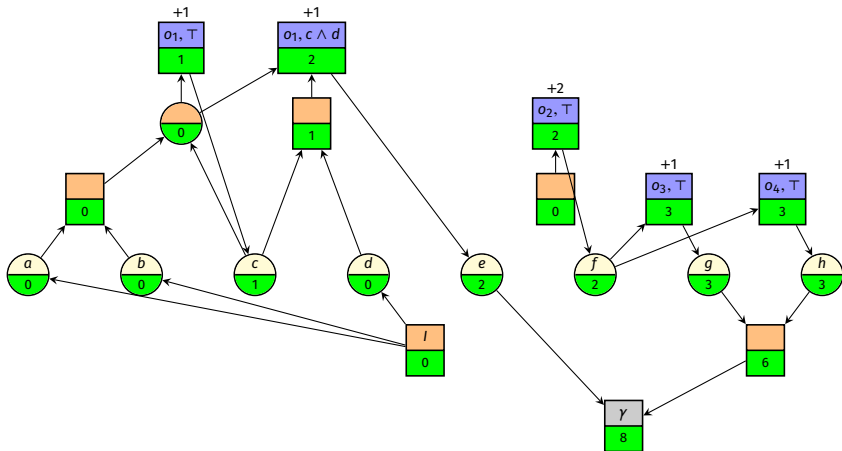 +1 +1
o₁, ⊤ o₁, c ∧ d
1 2
+2
o₂, ⊤
0 1 2
+1 +1
o₃, ⊤ o₄, ⊤
0 0 3 3
a b c d e f g h
0 0 1 0 2 2 3 3
I
0 6
γ
8